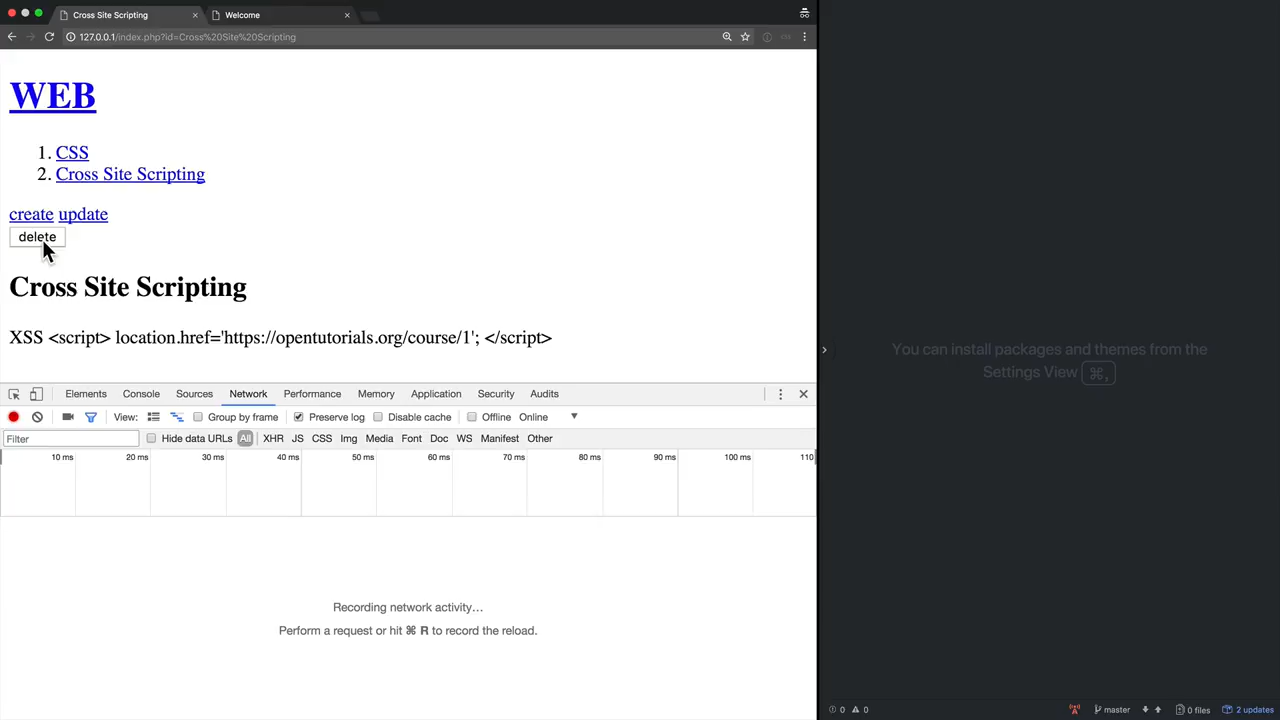 Cross Site Scripting
Welcome
127.0.0.1/index.php?id=Cross%20Site%20Scripting
WEB
1. CSS
2. Cross Site Scripting
create update
delete
Cross Site Scripting
XSS <script> location.href='https://opentutorials.org/course/1'; </script>
Elements Console Sources Network Performance Memory Application Security Audits
View: Group by frame Preserve log Disable cache Offline Online
Filter Hide data URLs All XHR JS CSS Img Media Font Doc WS Manifest Other
10 ms 20 ms 30 ms 40 ms 50 ms 60 ms 70 ms 80 ms 90 ms 100 ms 110
Recording network activity…
Perform a request or hit ⌘ R to record the reload.
You can install packages and themes from the
Settings View ⌘,
0 0 master 0 files 2 updates